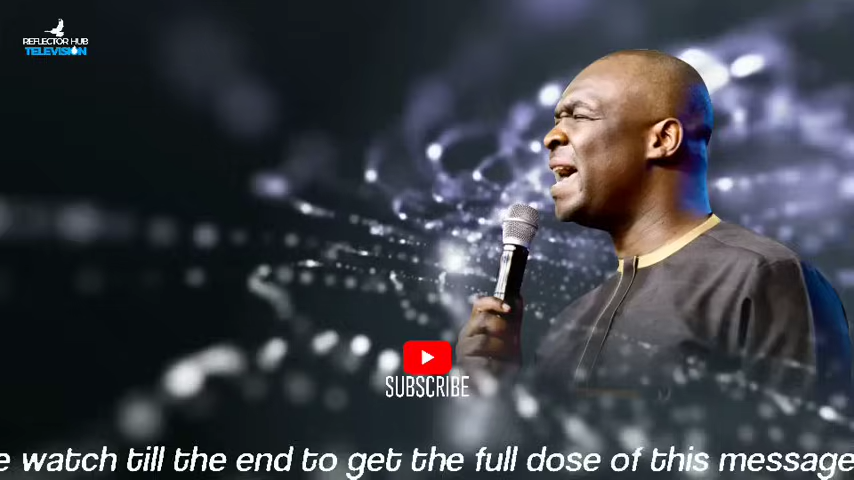 REFLECTOR HUB
TELEVISION
SUBSCRIBE
e watch till the end to get the full dose of this message